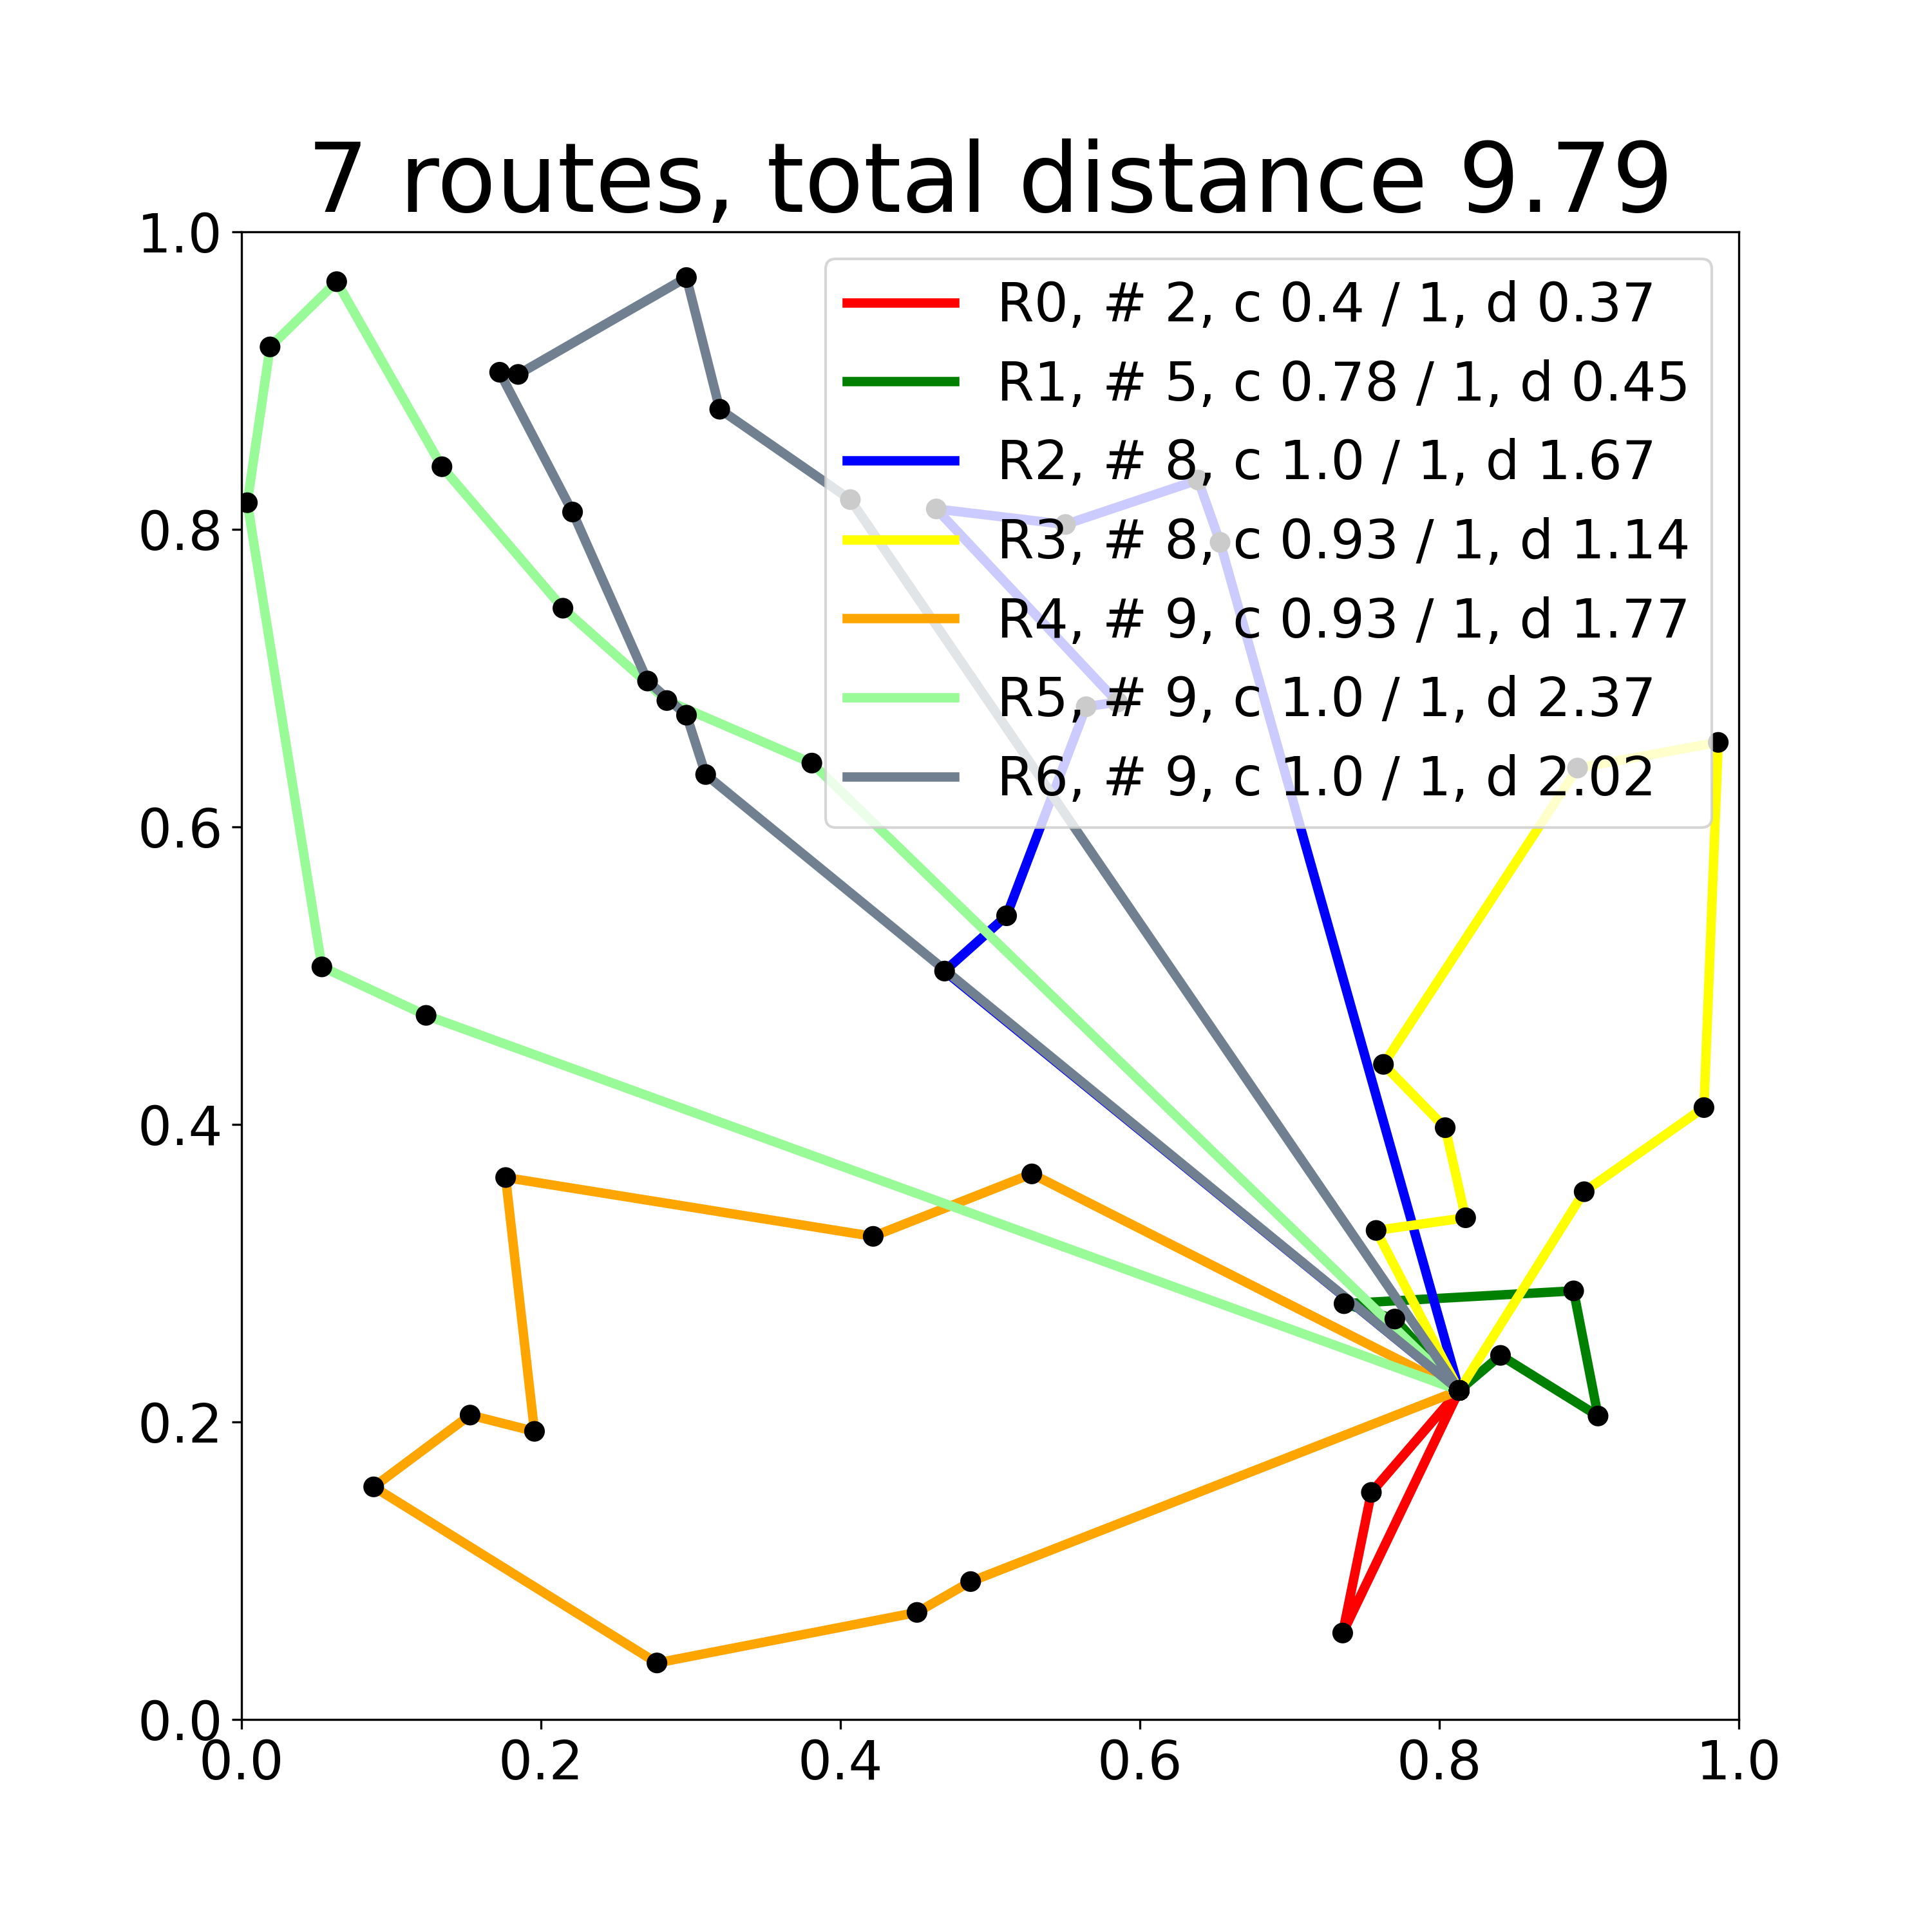 7 routes, total distance 9.79
1.0
R0, # 2, c 0.4 / 1, d 0.37
R1, # 5, c 0.78 / 1, d 0.45
R2, # 8, c 1.0 / 1, d 1.67
0.8
R3, # 8, c 0.93 / 1, d 1.14
R4, # 9, c 0.93 / 1, d 1.77
R5, # 9, c 1.0 / 1, d 2.37
R6, # 9, c 1.0 / 1, d 2.02
0.6
0.4
0.2
0.0
0.0 0.2 0.4 0.6 0.8 1.0